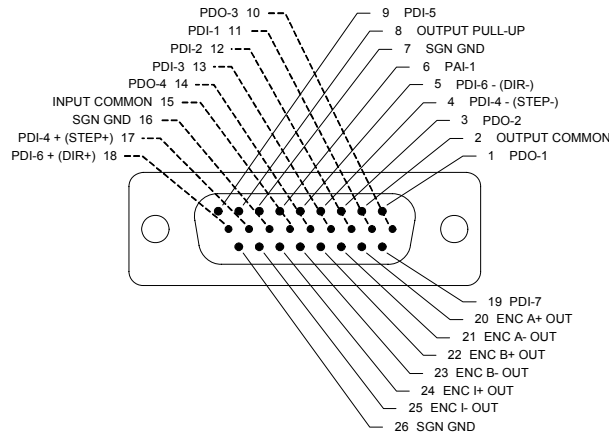 PDO-3 10
PDI-1 11
PDI-2 12
PDI-3 13
PDO-4 14
INPUT COMMON 15
SGN GND 16
PDI-4 + (STEP+) 17
PDI-6 + (DIR+) 18
9 PDI-5
8 OUTPUT PULL-UP
7 SGN GND
6 PAI-1
5 PDI-6 - (DIR-)
4 PDI-4 - (STEP-)
3 PDO-2
2 OUTPUT COMMON
1 PDO-1
19 PDI-7
20 ENC A+ OUT
21 ENC A- OUT
22 ENC B+ OUT
23 ENC B- OUT
24 ENC I+ OUT
25 ENC I- OUT
26 SGN GND